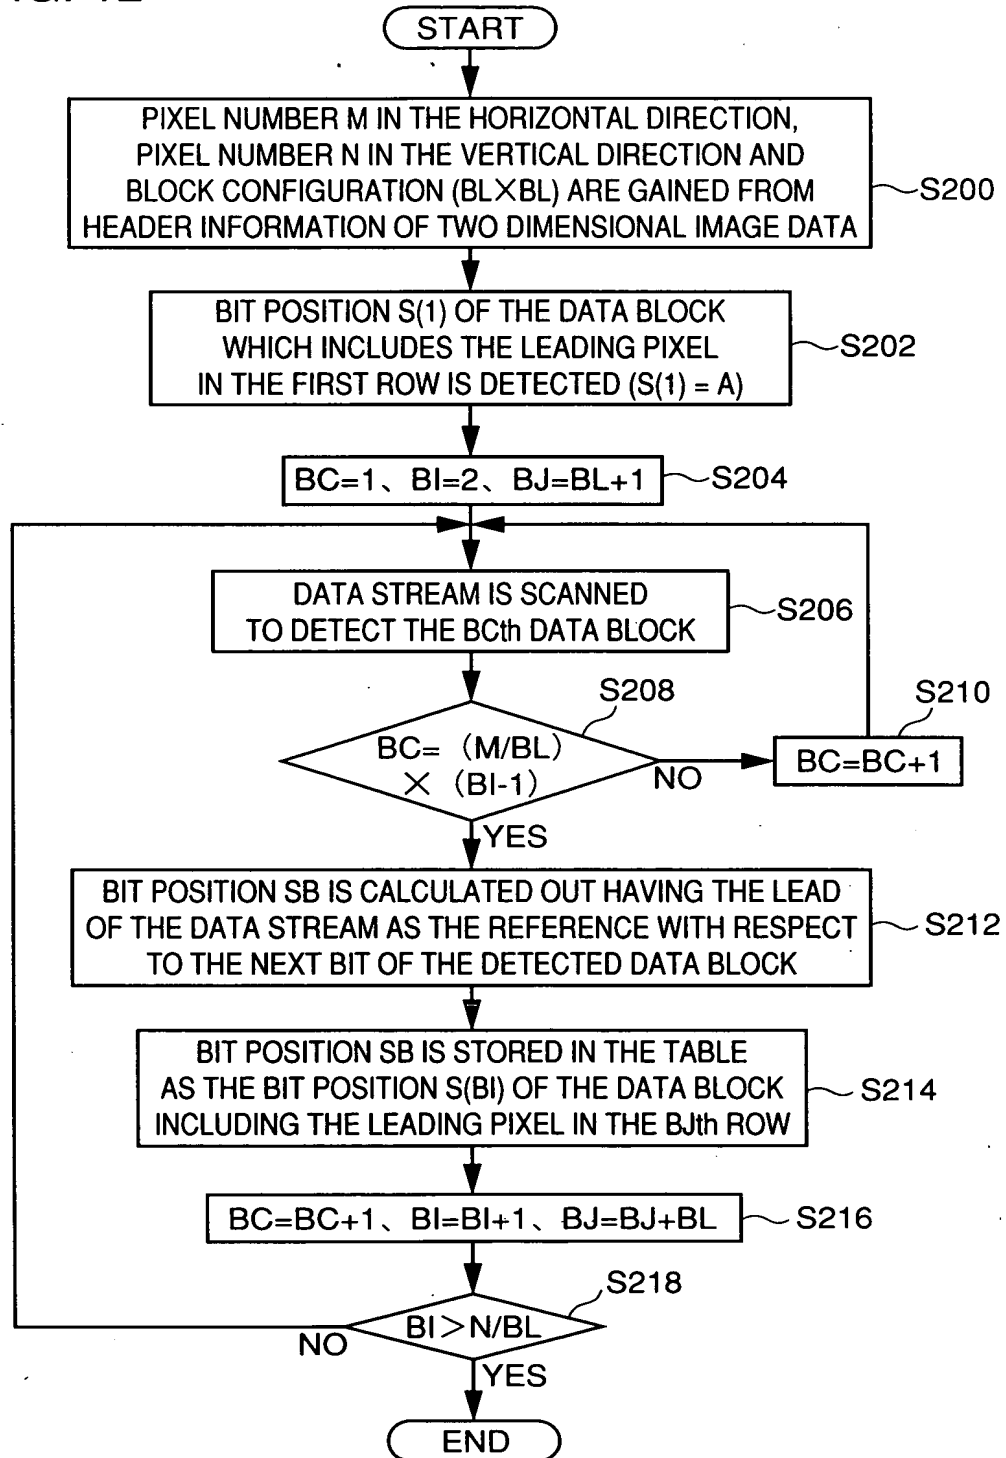 START
PIXEL NUMBER M IN THE HORIZONTAL DIRECTION,
PIXEL NUMBER N IN THE VERTICAL DIRECTION AND
BLOCK CONFIGURATION (BL×BL) ARE GAINED FROM
HEADER INFORMATION OF TWO DIMENSIONAL IMAGE DATA
S200
BIT POSITION S(1) OF THE DATA BLOCK
WHICH INCLUDES THE LEADING PIXEL
IN THE FIRST ROW IS DETECTED (S(1) = A)
S202
BC=1、BI=2、BJ=BL+1
S204
DATA STREAM IS SCANNED
TO DETECT THE BCth DATA BLOCK
S206
S208
BC= (M/BL)
× (BI-1)
NO
S210
BC=BC+1
YES
BIT POSITION SB IS CALCULATED OUT HAVING THE LEAD
OF THE DATA STREAM AS THE REFERENCE WITH RESPECT
TO THE NEXT BIT OF THE DETECTED DATA BLOCK
S212
BIT POSITION SB IS STORED IN THE TABLE
AS THE BIT POSITION S(BI) OF THE DATA BLOCK
INCLUDING THE LEADING PIXEL IN THE BJth ROW
S214
BC=BC+1、BI=BI+1、BJ=BJ+BL
S216
S218
BI>N/BL
NO
YES
END